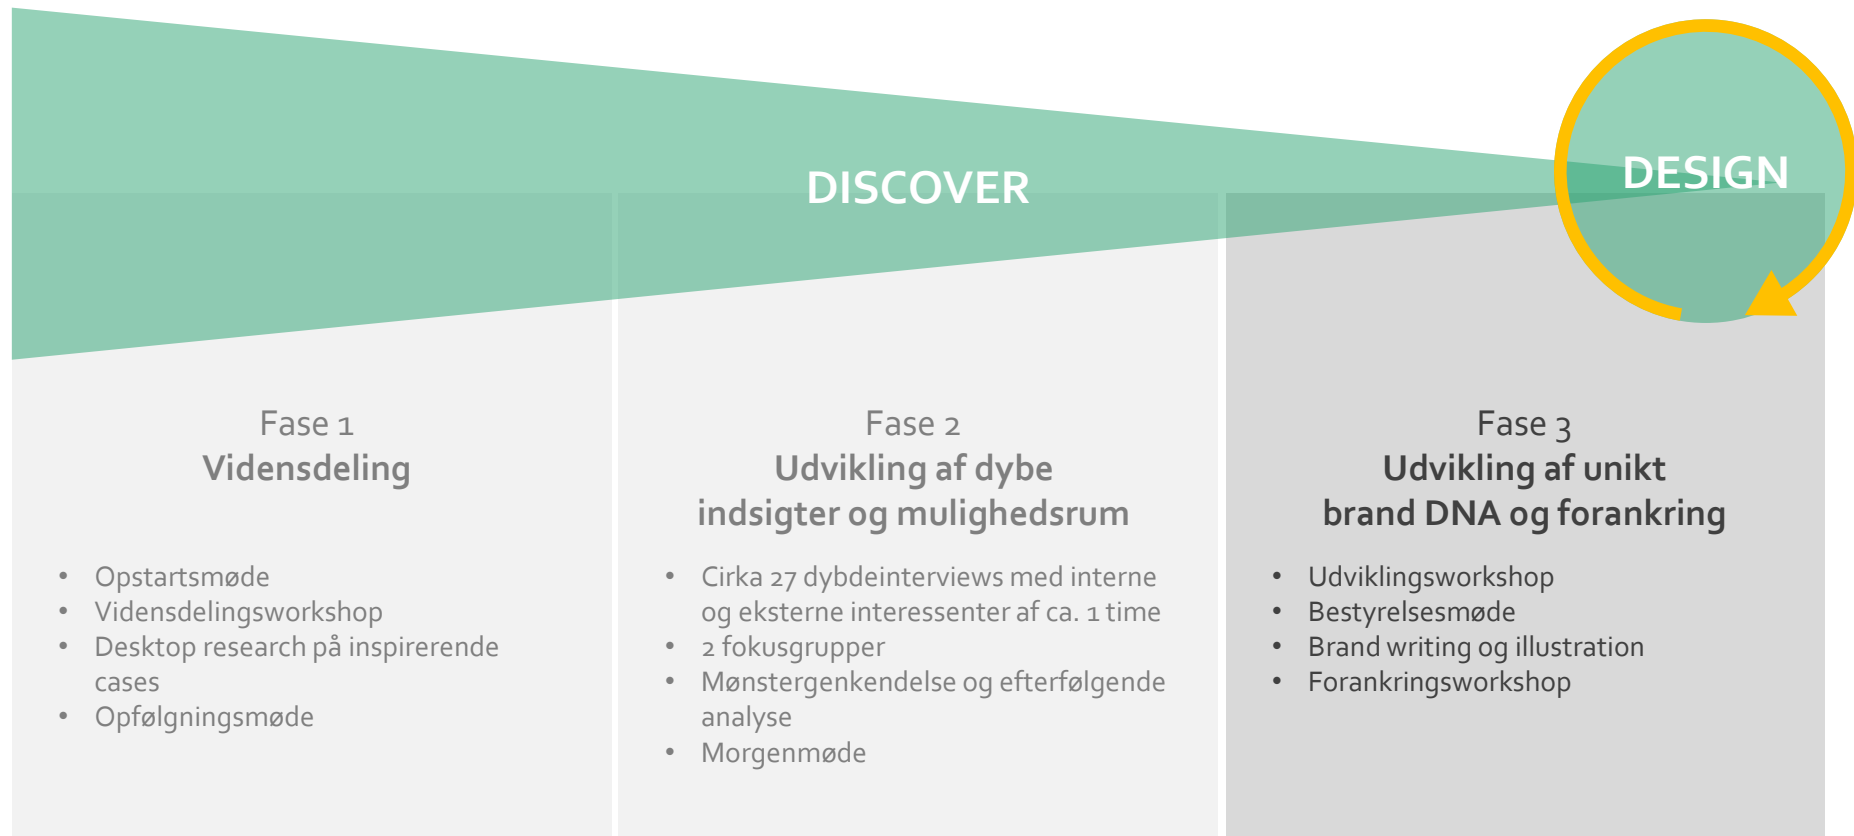 DISCOVER
DESIGN
Fase 1
Vidensdeling
• Opstartsmøde
• Vidensdelingsworkshop
• Desktop research på inspirerende
cases
• Opfølgningsmøde
Fase 2
Udvikling af dybe
indsigter og mulighedsrum
• Cirka 27 dybdeinterviews med interne
og eksterne interessenter af ca. 1 time
• 2 fokusgrupper
• Mønstergenkendelse og efterfølgende
analyse
• Morgenmøde
Fase 3
Udvikling af unikt
brand DNA og forankring
• Udviklingsworkshop
• Bestyrelsesmøde
• Brand writing og illustration
• Forankringsworkshop